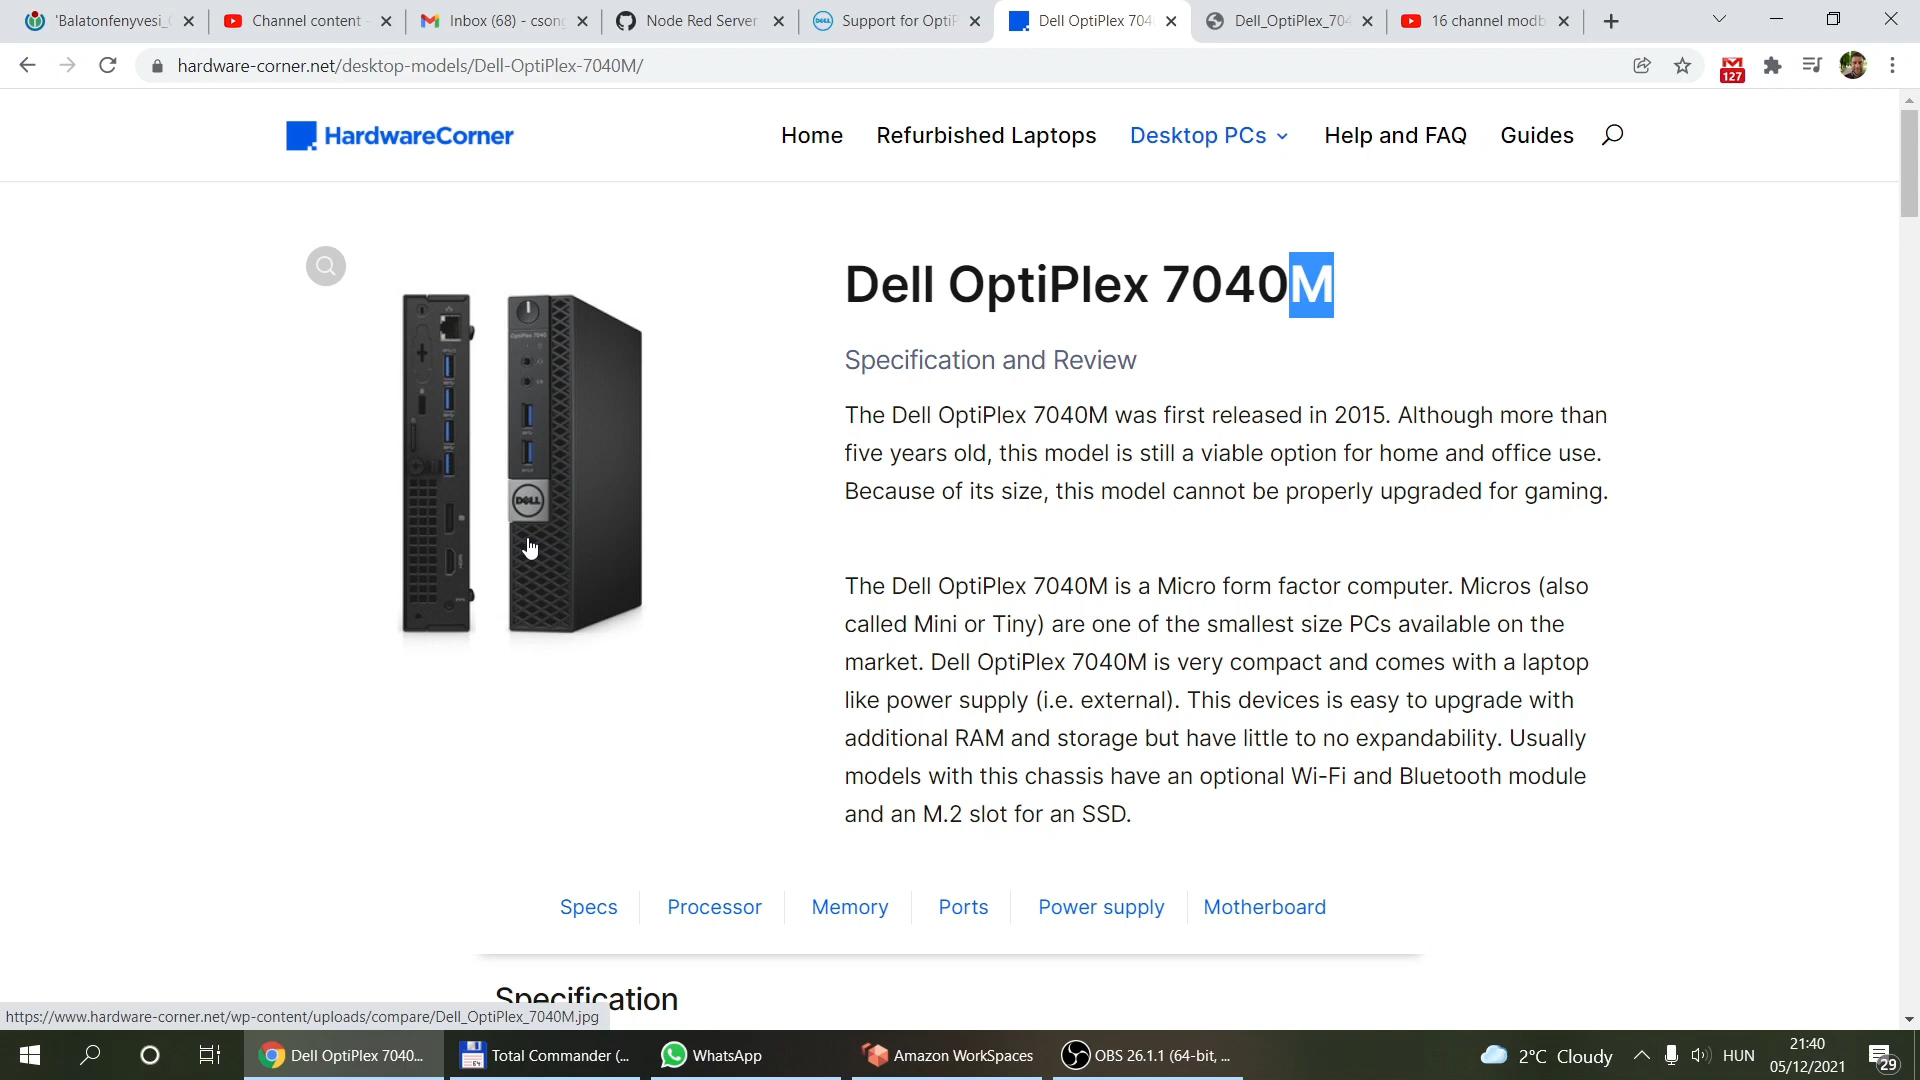 'Balatonfenyvesi_
Channel content
Inbox (68) - cson
Node Red Server
Support for OptiP
Dell OptiPlex 704
Dell_OptiPlex_704
16 channel modb
hardware-corner.net/desktop-models/Dell-OptiPlex-7040M/
127
HardwareCorner
Home
Refurbished Laptops
Desktop PCs
Help and FAQ
Guides
Dell OptiPlex 7040M
Specification and Review
The Dell OptiPlex 7040M was first released in 2015. Although more than
five years old, this model is still a viable option for home and office use.
Because of its size, this model cannot be properly upgraded for gaming.
The Dell OptiPlex 7040M is a Micro form factor computer. Micros (also
called Mini or Tiny) are one of the smallest size PCs available on the
market. Dell OptiPlex 7040M is very compact and comes with a laptop
like power supply (i.e. external). This devices is easy to upgrade with
additional RAM and storage but have little to no expandability. Usually
models with this chassis have an optional Wi-Fi and Bluetooth module
and an M.2 slot for an SSD.
OptiPlex 7040
DELL
Specs
Processor
Memory
Ports
Power supply
Motherboard
Specification
https://www.hardware-corner.net/wp-content/uploads/compare/Dell_OptiPlex_7040M.jpg
Dell OptiPlex 7040...
Total Commander (...
WhatsApp
Amazon WorkSpaces
OBS 26.1.1 (64-bit, ...
2°C Cloudy
HUN
21:40
05/12/2021
29